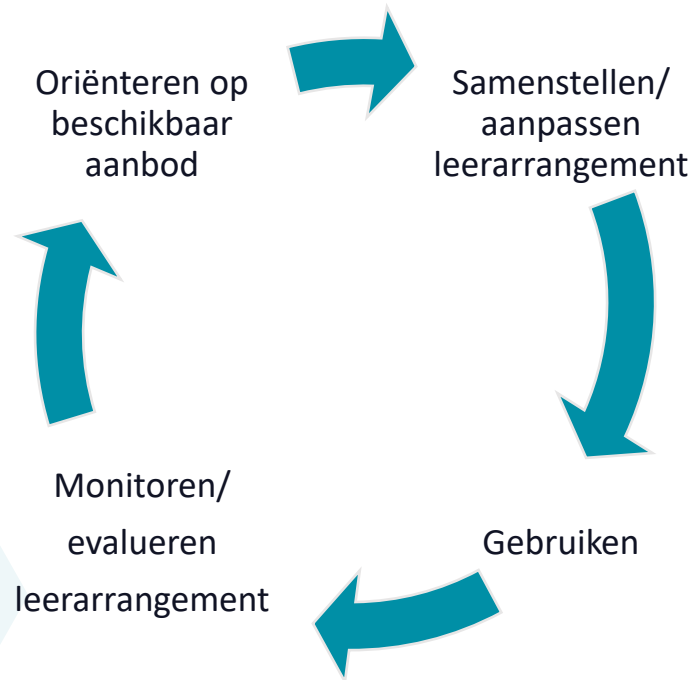 Oriënteren op
beschikbaar
aanbod
Samenstellen/
aanpassen
leerarrangement
Gebruiken
Monitoren/
evalueren
leerarrangement